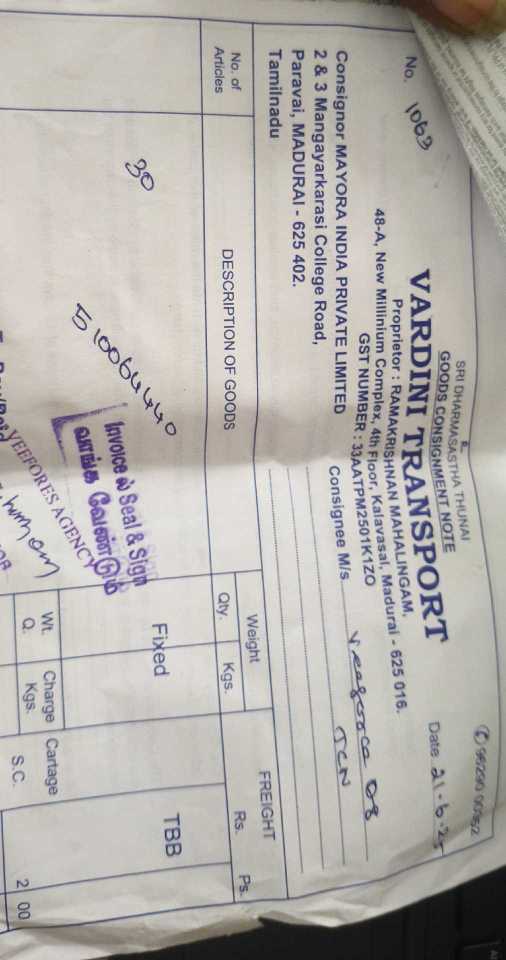 SRI DHARMASASTHA THUNAI
GOODS CONSIGNMENT NOTE
VARDINI TRANSPORT
Proprietor : RAMAKRISHNAN MAHALINGAM,
48-A, New Millinium Complex, 4th Floor, Kalavasal, Madurai - 625 016.
GST NUMBER : 33AATPM2501K1ZO
No. 1063
Date 21-6-25
Consignor MAYORA INDIA PRIVATE LIMITED
2 & 3 Mangayarkarasi College Road,
Paravai, MADURAI - 625 402.
Tamilnadu
Consignee M/s.
TCN
No. of Articles
DESCRIPTION OF GOODS
Weight
Qty. Kgs.
FREIGHT
Rs. Ps.
30
Fixed
TBB
510064440
Invoice ல் Seal & Sign
வாங்க வேண்டும்
VEEFORES AGENCY
Wt. Q.
Charge Kgs.
Cartage
S.C.
2 00